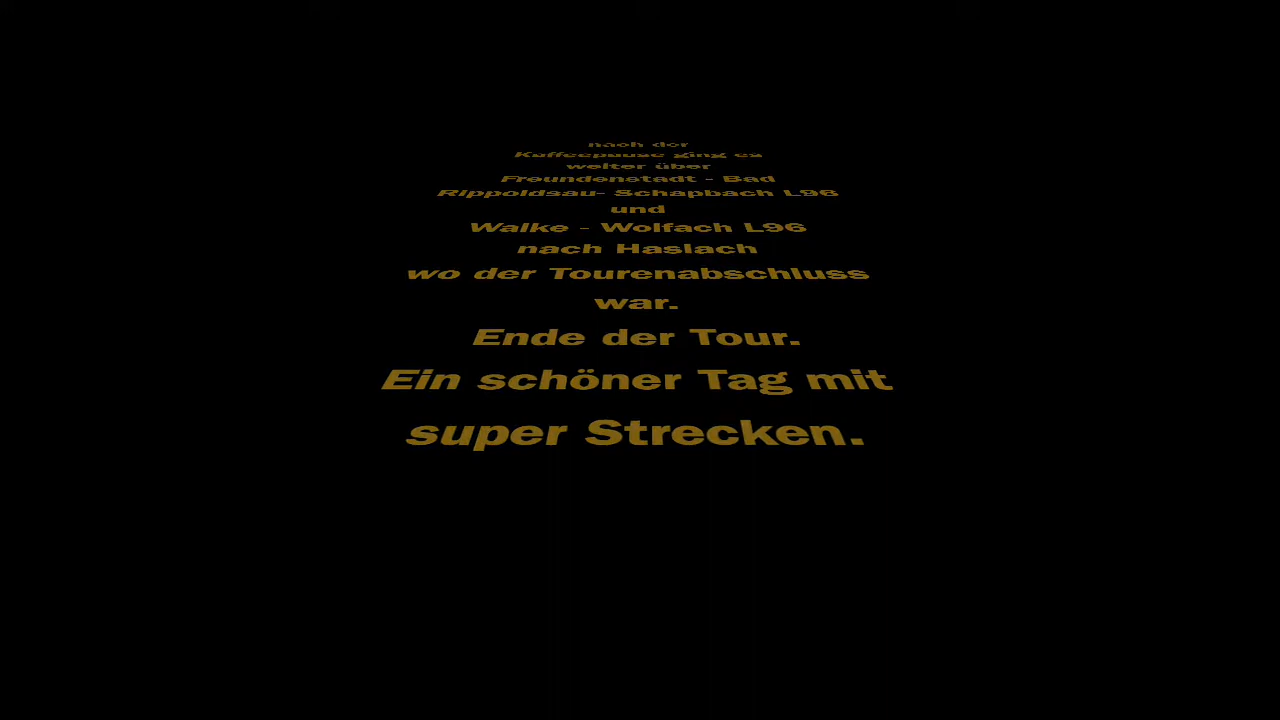 nach der
Kaffeepause ging es
weiter über
Freundenstadt - Bad
Rippoldsau- Schapbach L96
und
Walke - Wolfach L96
nach Haslach
wo der Tourenabschluss
war.
Ende der Tour.
Ein schöner Tag mit
super Strecken.